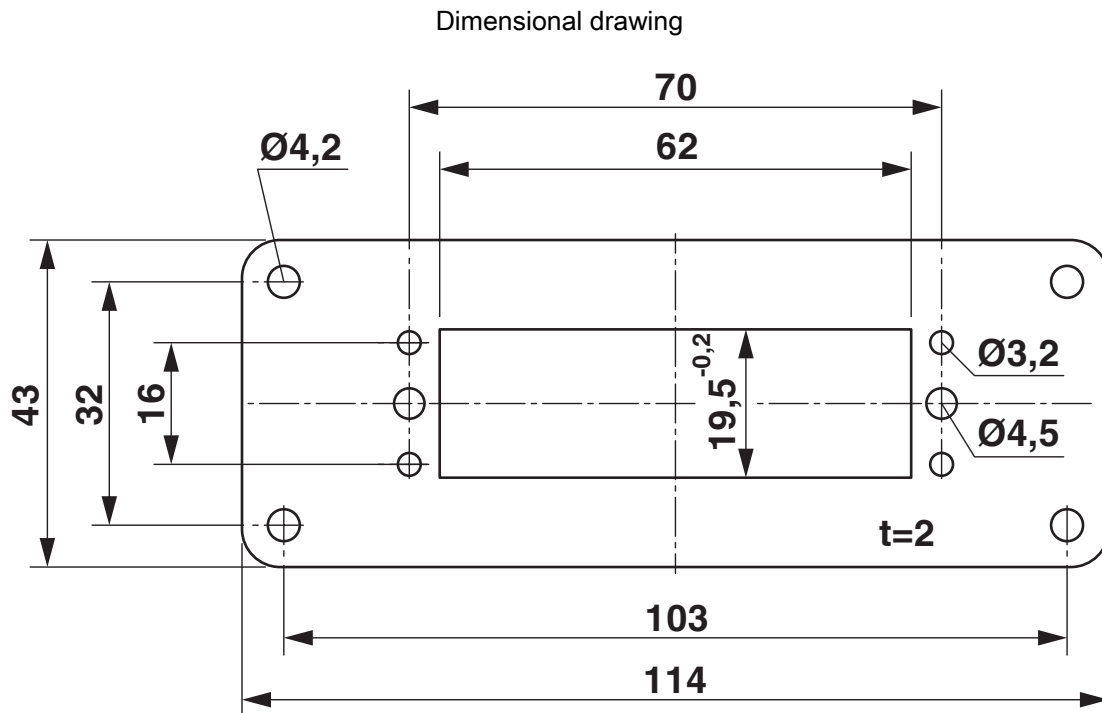 Dimensional drawing
70
62
Ø4,2
43
32
16
19,5-0,2
Ø3,2
Ø4,5
t=2
103
114